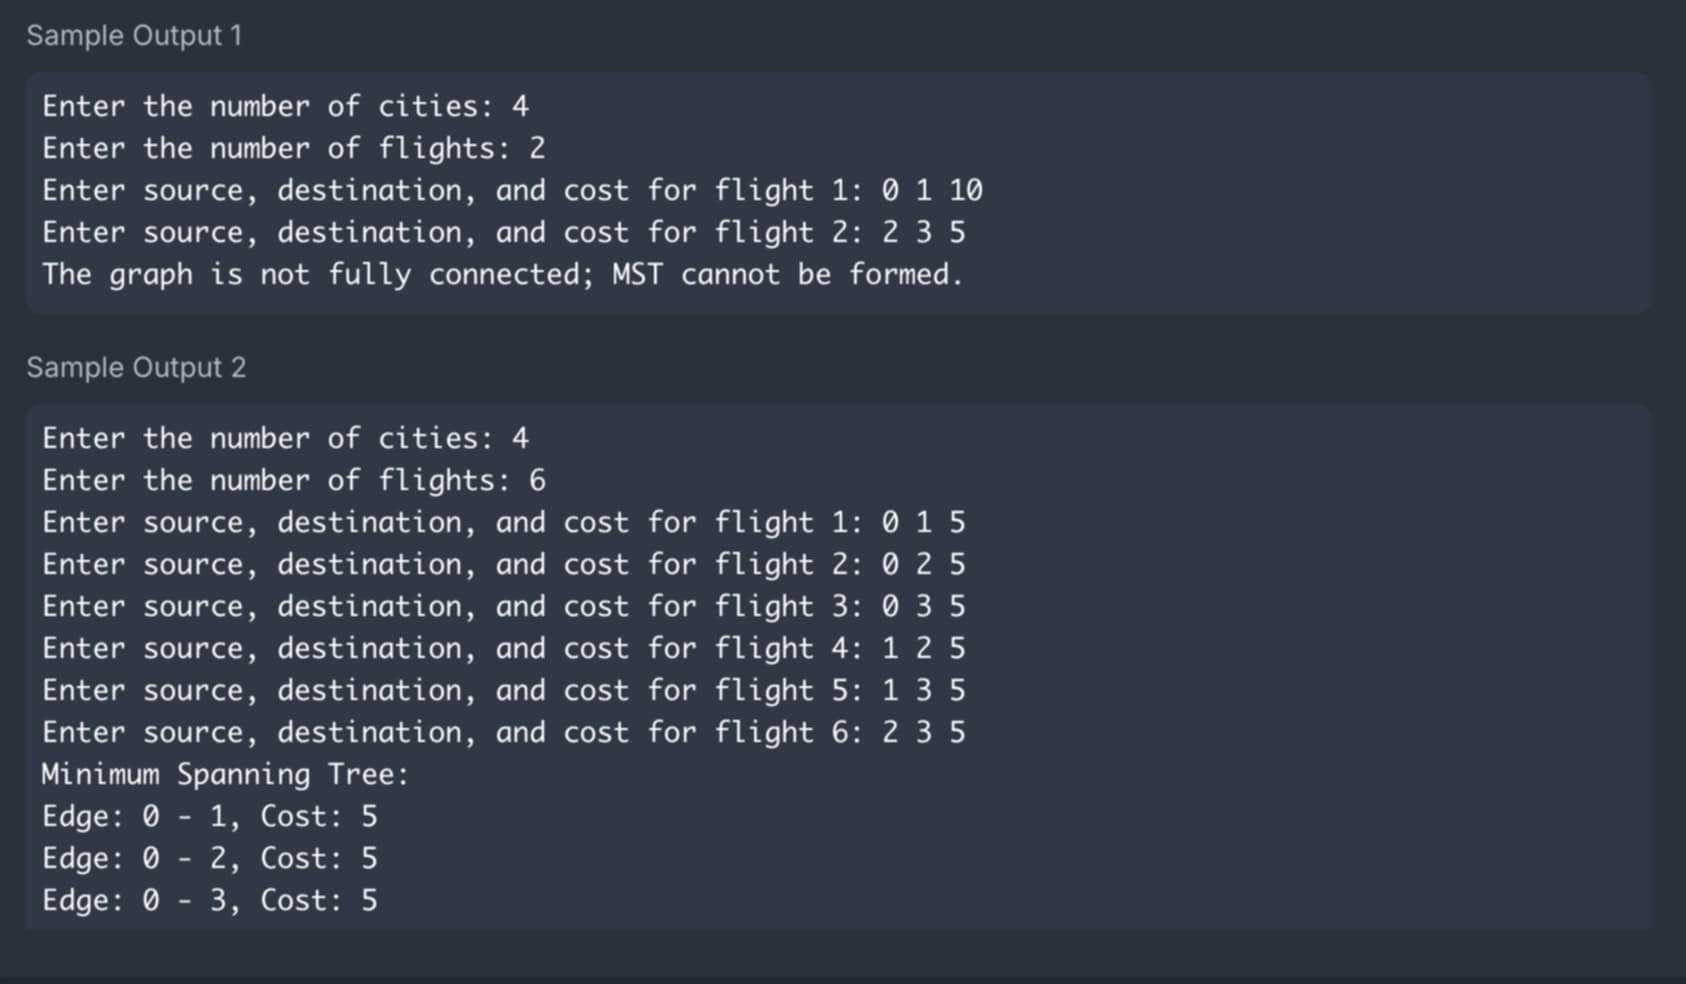 Sample Output 1
Enter the number of cities: 4
Enter the number of flights: 2
Enter source, destination, and cost for flight 1: 0 1 10
Enter source, destination, and cost for flight 2: 2 3 5
The graph is not fully connected; MST cannot be formed.
Sample Output 2
Enter the number of cities: 4
Enter the number of flights: 6
Enter source, destination, and cost for flight 1: 0 1 5
Enter source, destination, and cost for flight 2: 0 2 5
Enter source, destination, and cost for flight 3: 0 3 5
Enter source, destination, and cost for flight 4: 1 2 5
Enter source, destination, and cost for flight 5: 1 3 5
Enter source, destination, and cost for flight 6: 2 3 5
Minimum Spanning Tree:
Edge: 0 - 1, Cost: 5
Edge: 0 - 2, Cost: 5
Edge: 0 - 3, Cost: 5